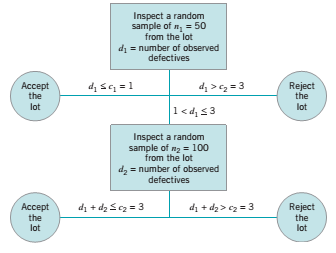 Inspect a random
sample of n₁ = 50
from the lot
d₁ = number of observed
defectives
Accept
the
lot
d₁ ≤ c₁ = 1
d₁ > c₂ = 3
Reject
the
lot
1 < d₁ ≤ 3
Inspect a random
sample of n₂ = 100
from the lot
d₂ = number of observed
defectives
Accept
the
lot
d₁ + d₂ ≤ c₂ = 3
d₁ + d₂ > c₂ = 3
Reject
the
lot